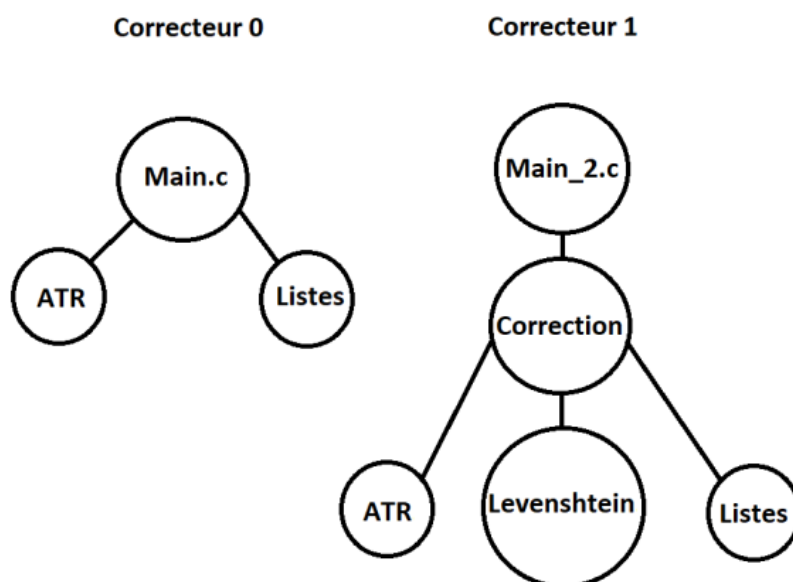 Correcteur 0
Correcteur 1
Main.c
ATR
Listes
Main_2.c
Correction
ATR
Levenshtein
Listes